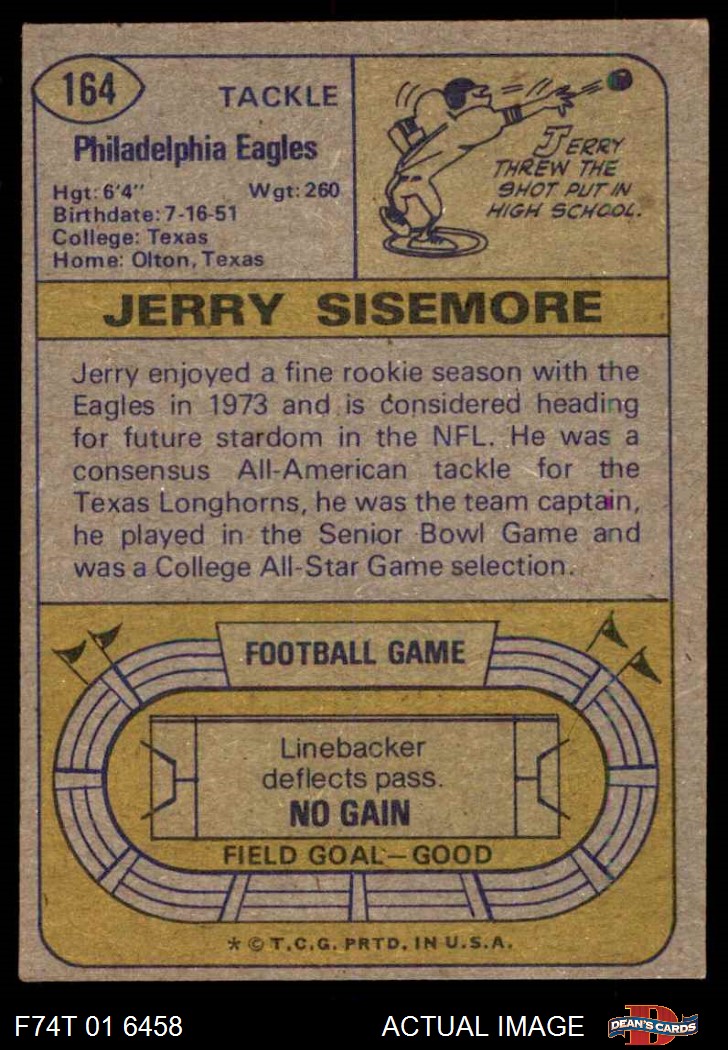 164
TACKLE
Philadelphia Eagles
Hgt: 6'4" Wgt: 260
Birthdate: 7-16-51
College: Texas
Home: Olton, Texas
JERRY
THREW THE
SHOT PUT IN
HIGH SCHOOL.
JERRY SISEMORE
Jerry enjoyed a fine rookie season with the
Eagles in 1973 and is considered heading
for future stardom in the NFL. He was a
consensus All-American tackle for the
Texas Longhorns, he was the team captain,
he played in the Senior Bowl Game and
was a College All-Star Game selection.
FOOTBALL GAME
Linebacker
deflects pass.
NO GAIN
FIELD GOAL—GOOD
* © T.C.G. PRTD. IN U.S.A.
F74T 01 6458 ACTUAL IMAGE
D
DEAN'S CARDS